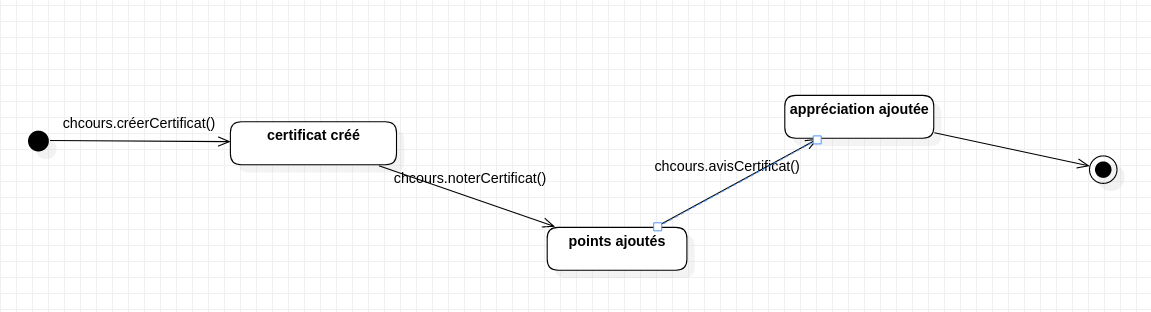 chcours.créerCertificat()
certificat créé
chcours.noterCertificat()
points ajoutés
chcours.avisCertificat()
appréciation ajoutée